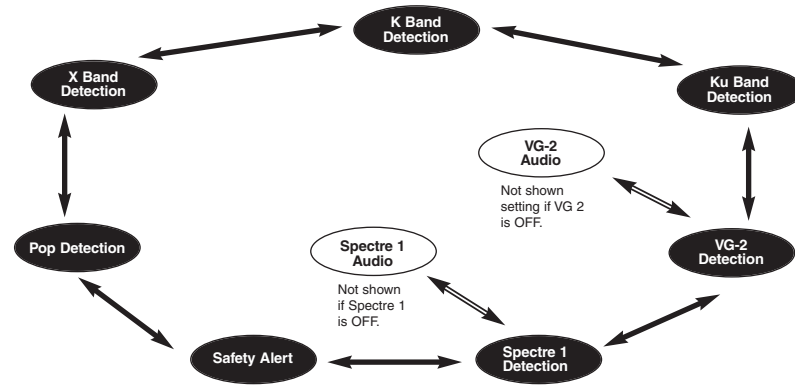 K Band
Detection
X Band
Detection
Ku Band
Detection
VG-2
Audio
Not shown
setting if VG 2
is OFF.
Pop Detection
Spectre 1
Audio
Not shown
if Spectre 1
is OFF.
VG-2
Detection
Safety Alert
Spectre 1
Detection